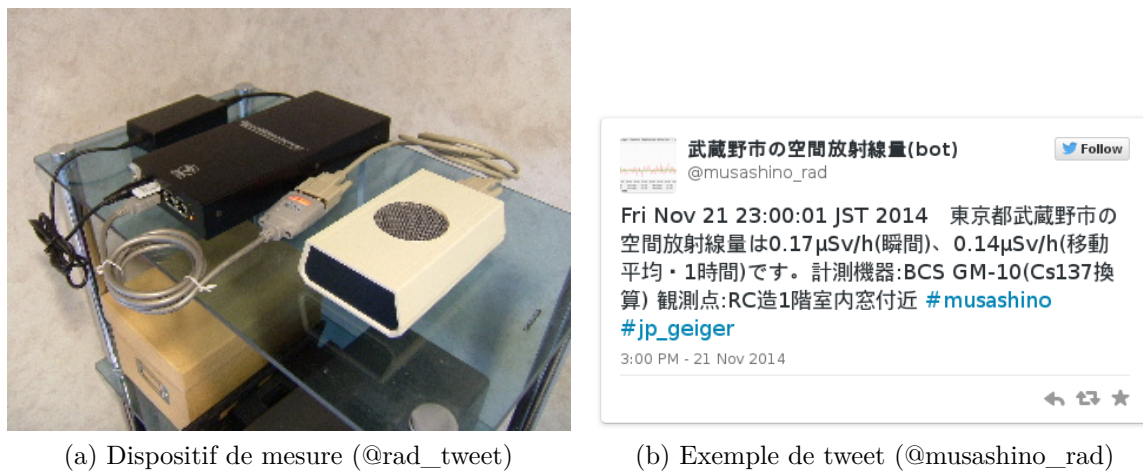 武蔵野市の空間放射線量(bot)
@musashino_rad
Follow
Fri Nov 21 23:00:01 JST 2014　東京都武蔵野市の
空間放射線量は0.17μSv/h(瞬間)、0.14μSv/h(移動
平均・1時間)です。計測機器:BCS GM-10(Cs137換
算) 観測点:RC造1階室内窓付近 #musashino
#jp_geiger
3:00 PM - 21 Nov 2014
(a) Dispositif de mesure (@rad_tweet)
(b) Exemple de tweet (@musashino_rad)